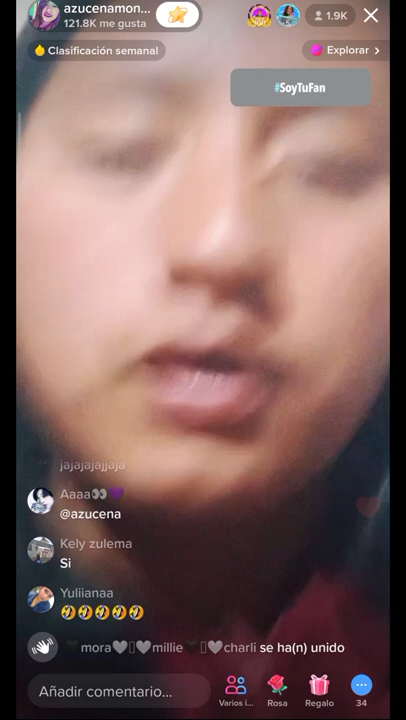 azucenamon...
121.8K me gusta
1.9K
Clasificación semanal
Explorar >
#SoyTuFan
jajajajajjaja
Aaaa👀💜
@azucena
Kely zulema
Si
Yuliianaa
🤣🤣🤣🤣🤣
mora🩶▯🩶millie ▯🩶charli se ha(n) unido
Añadir comentario...
Varios i...
Rosa
Regalo
34